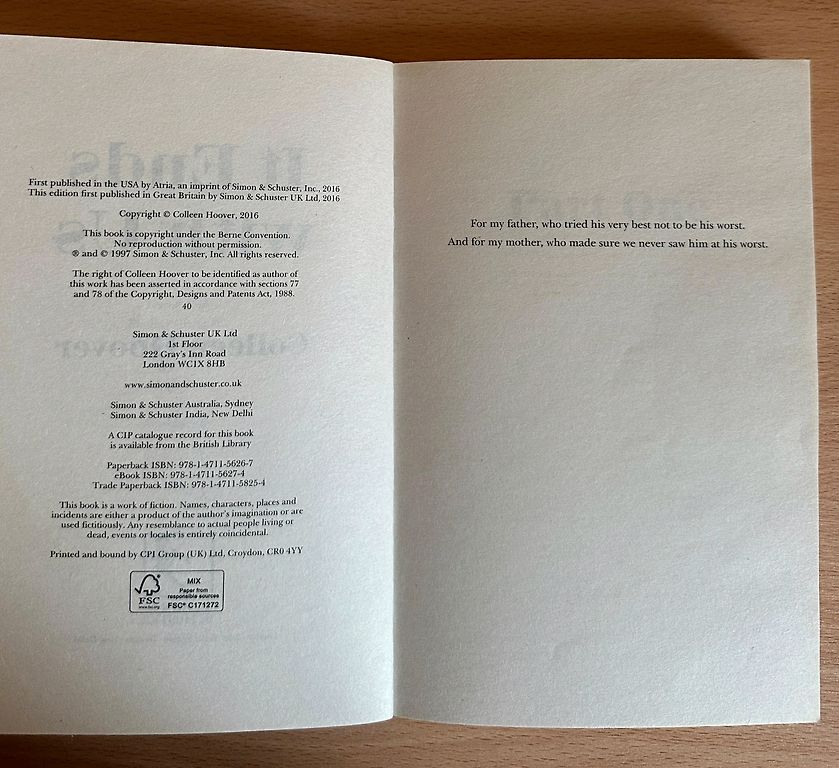 First published in the USA by Atria, an imprint of Simon & Schuster, Inc., 2016
This edition first published in Great Britain by Simon & Schuster UK Ltd, 2016
Copyright © Colleen Hoover, 2016
This book is copyright under the Berne Convention.
No reproduction without permission.
® and © 1997 Simon & Schuster, Inc. All rights reserved.
The right of Colleen Hoover to be identified as author of
this work has been asserted in accordance with sections 77
and 78 of the Copyright, Designs and Patents Act, 1988.
40
Simon & Schuster UK Ltd
1st Floor
222 Gray's Inn Road
London WC1X 8HB
www.simonandschuster.co.uk
Simon & Schuster Australia, Sydney
Simon & Schuster India, New Delhi
A CIP catalogue record for this book
is available from the British Library
Paperback ISBN: 978-1-4711-5626-7
eBook ISBN: 978-1-4711-5627-4
Trade Paperback ISBN: 978-1-4711-5825-4
This book is a work of fiction. Names, characters, places and
incidents are either a product of the author's imagination or are
used fictitiously. Any resemblance to actual people living or
dead, events or locales is entirely coincidental.
Printed and bound by CPI Group (UK) Ltd, Croydon, CR0 4YY
FSC
www.fsc.org
MIX
Paper from
responsible sources
FSC® C171272
For my father, who tried his very best not to be his worst.
And for my mother, who made sure we never saw him at his worst.